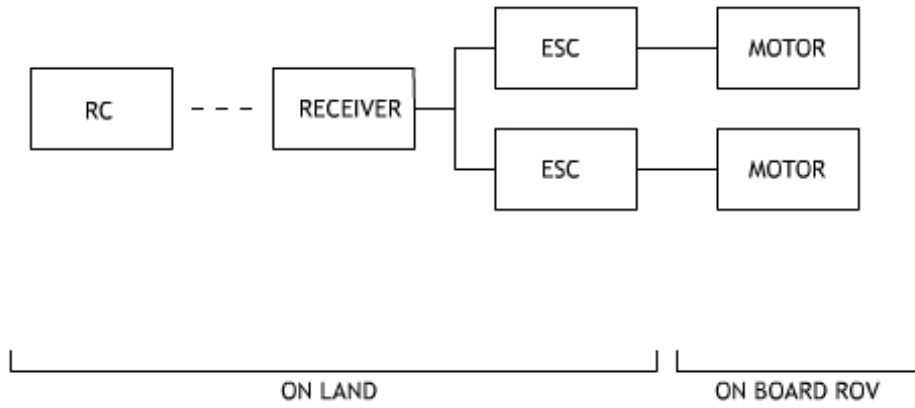 ESC
MOTOR
RC
RECEIVER
ESC
MOTOR
ON LAND
ON BOARD ROV